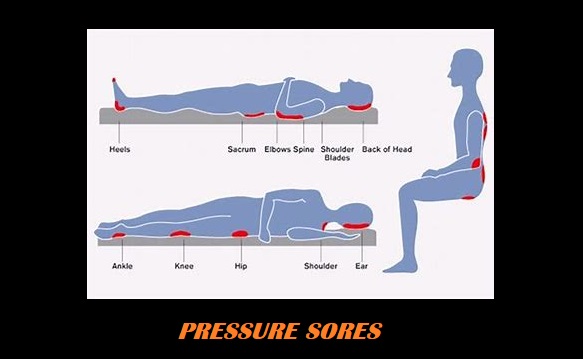 Heels Sacrum Elbows Spine Shoulder Blades Back of Head
Ankle Knee Hip Shoulder Ear
PRESSURE SORES